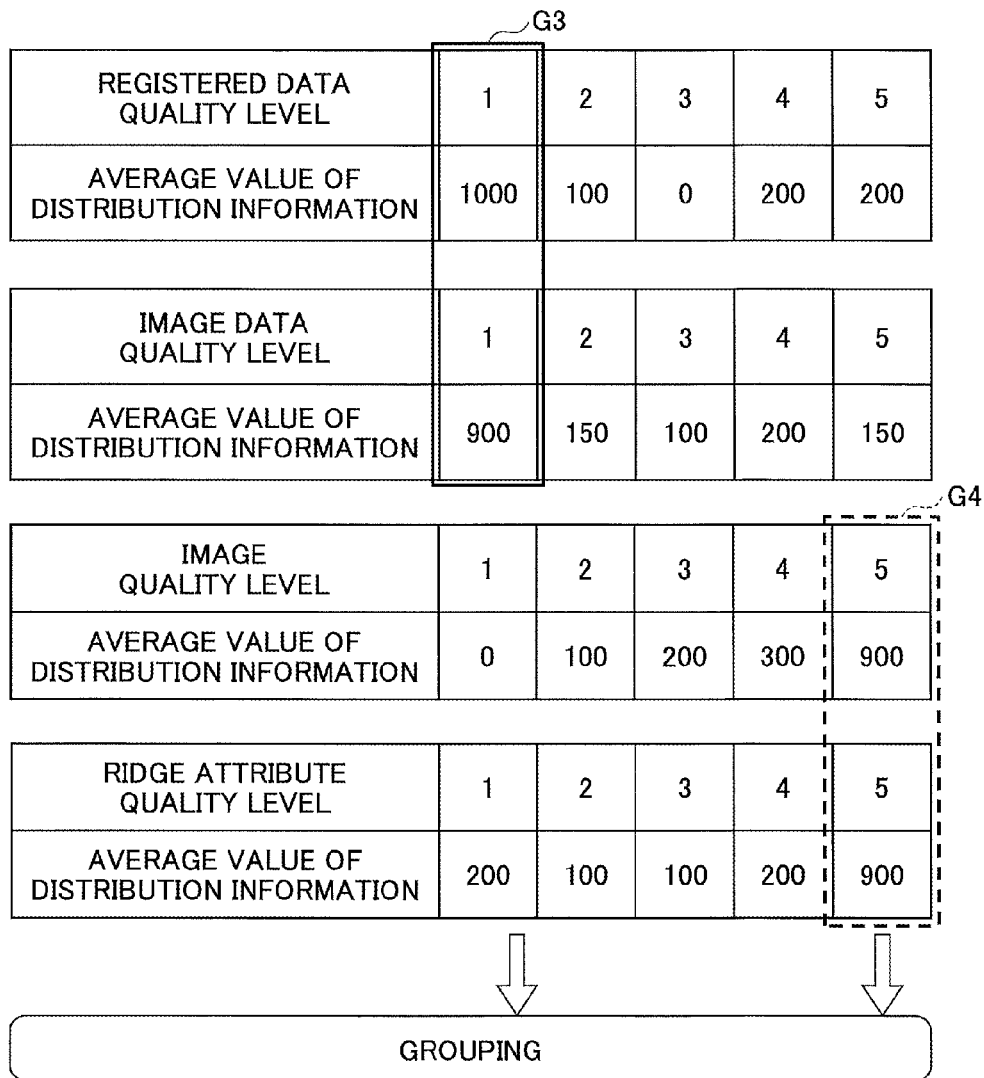 G3
REGISTERED DATA
QUALITY LEVEL 1 2 3 4 5
AVERAGE VALUE OF
DISTRIBUTION INFORMATION 1000 100 0 200 200
IMAGE DATA
QUALITY LEVEL 1 2 3 4 5
AVERAGE VALUE OF
DISTRIBUTION INFORMATION 900 150 100 200 150
G4
IMAGE
QUALITY LEVEL 1 2 3 4 5
AVERAGE VALUE OF
DISTRIBUTION INFORMATION 0 100 200 300 900
RIDGE ATTRIBUTE
QUALITY LEVEL 1 2 3 4 5
AVERAGE VALUE OF
DISTRIBUTION INFORMATION 200 100 100 200 900
GROUPING